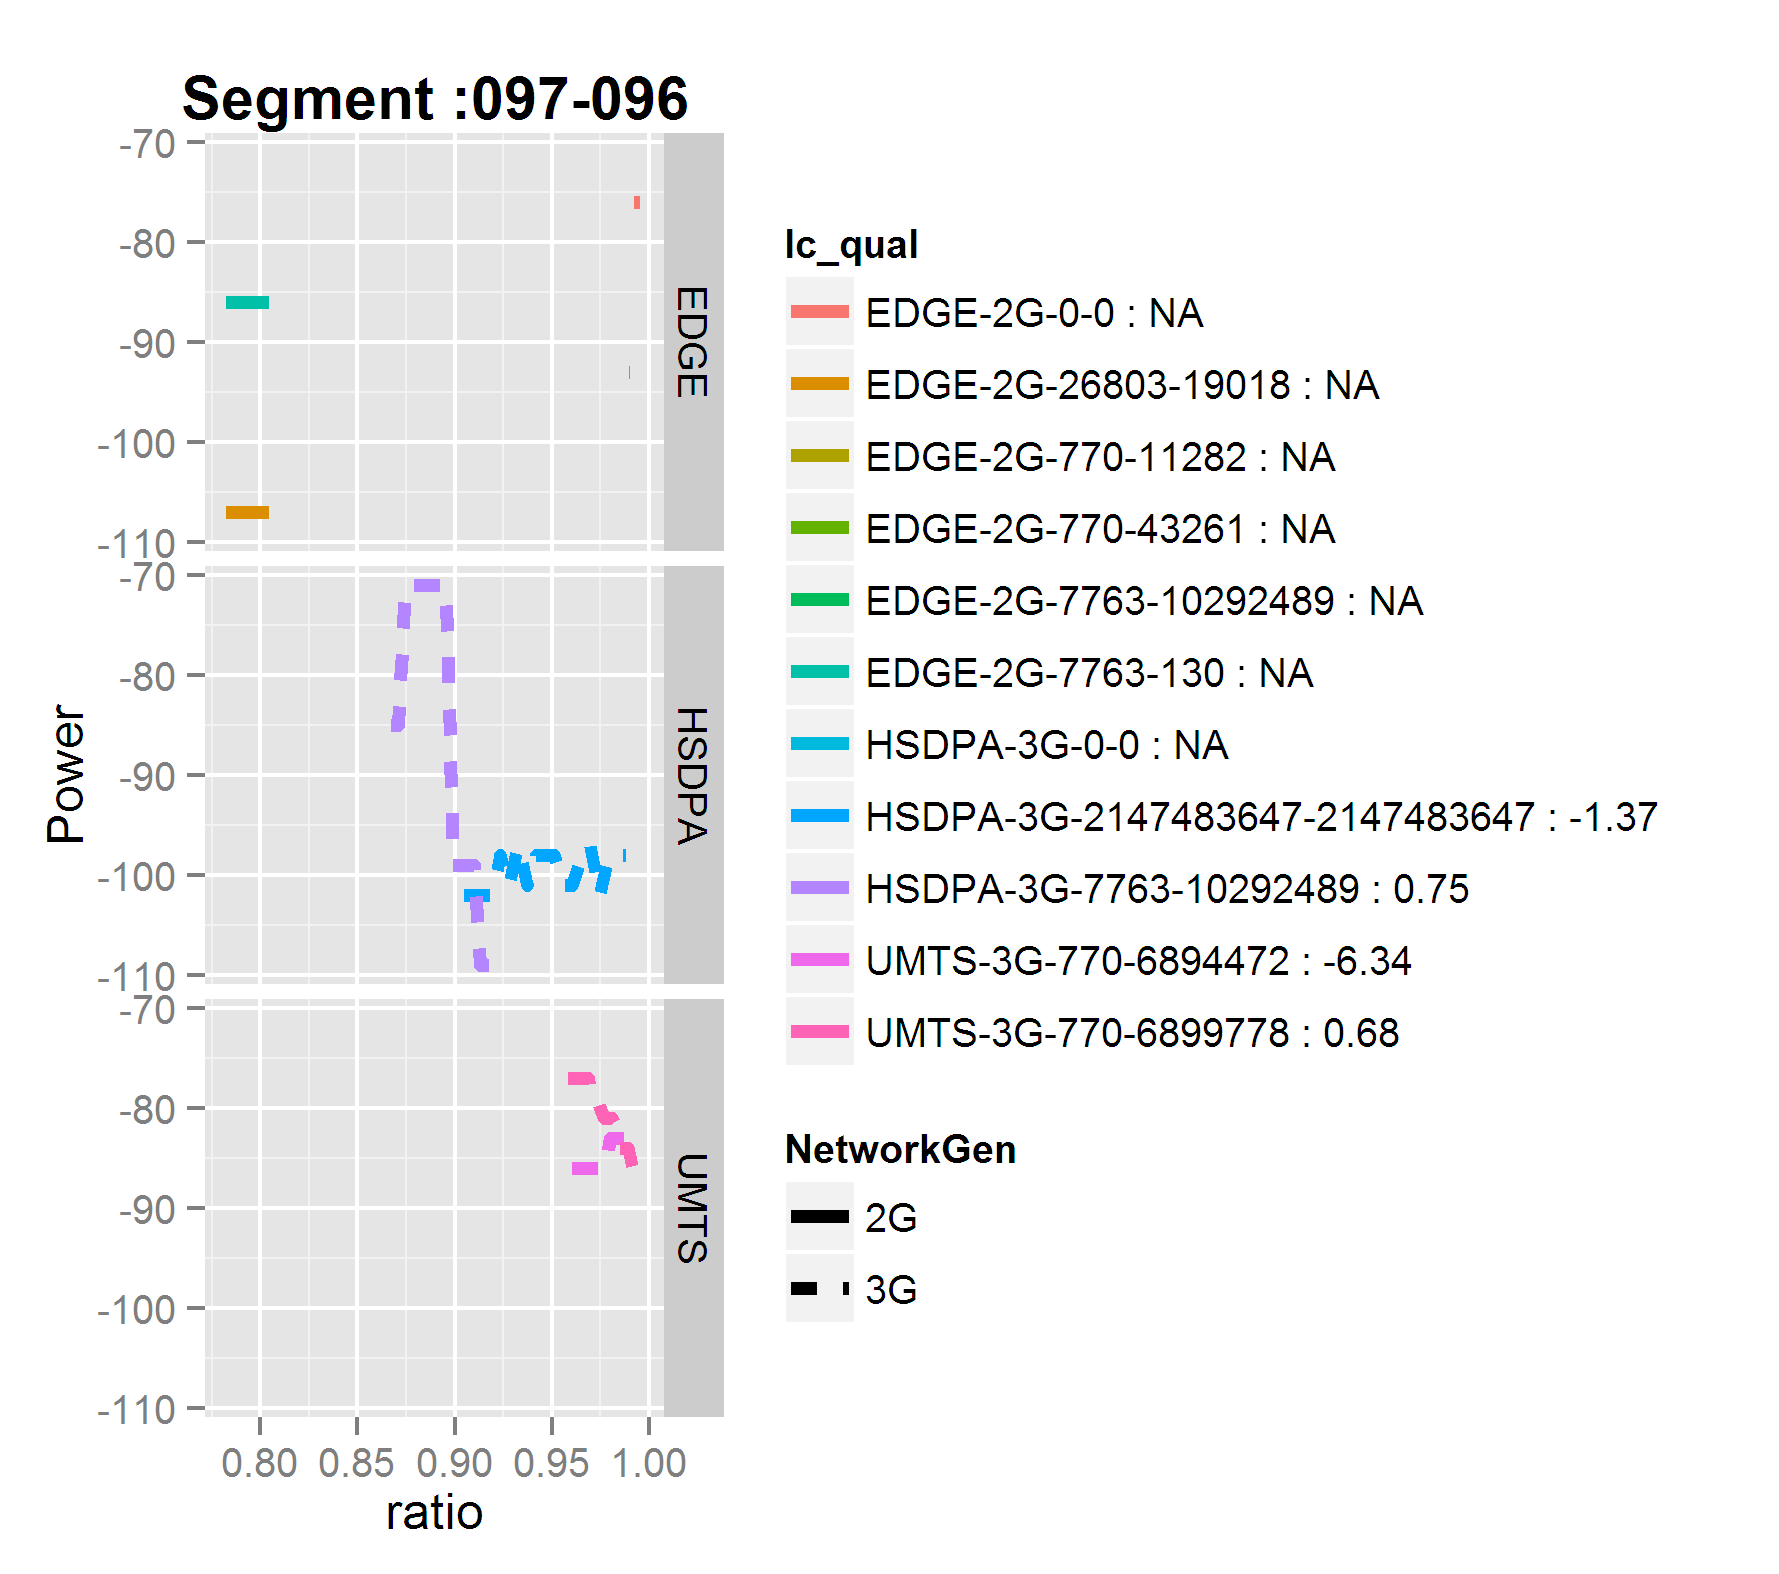 Segment :097-096
-70
-80
-90
-100
-110
EDGE
-70
-80
-90
-100
-110
HSDPA
-70
-80
-90
-100
-110
UMTS
Power
0.80 0.85 0.90 0.95 1.00
ratio
lc_qual
EDGE-2G-0-0 : NA
EDGE-2G-26803-19018 : NA
EDGE-2G-770-11282 : NA
EDGE-2G-770-43261 : NA
EDGE-2G-7763-10292489 : NA
EDGE-2G-7763-130 : NA
HSDPA-3G-0-0 : NA
HSDPA-3G-2147483647-2147483647 : -1.37
HSDPA-3G-7763-10292489 : 0.75
UMTS-3G-770-6894472 : -6.34
UMTS-3G-770-6899778 : 0.68
NetworkGen
2G
3G